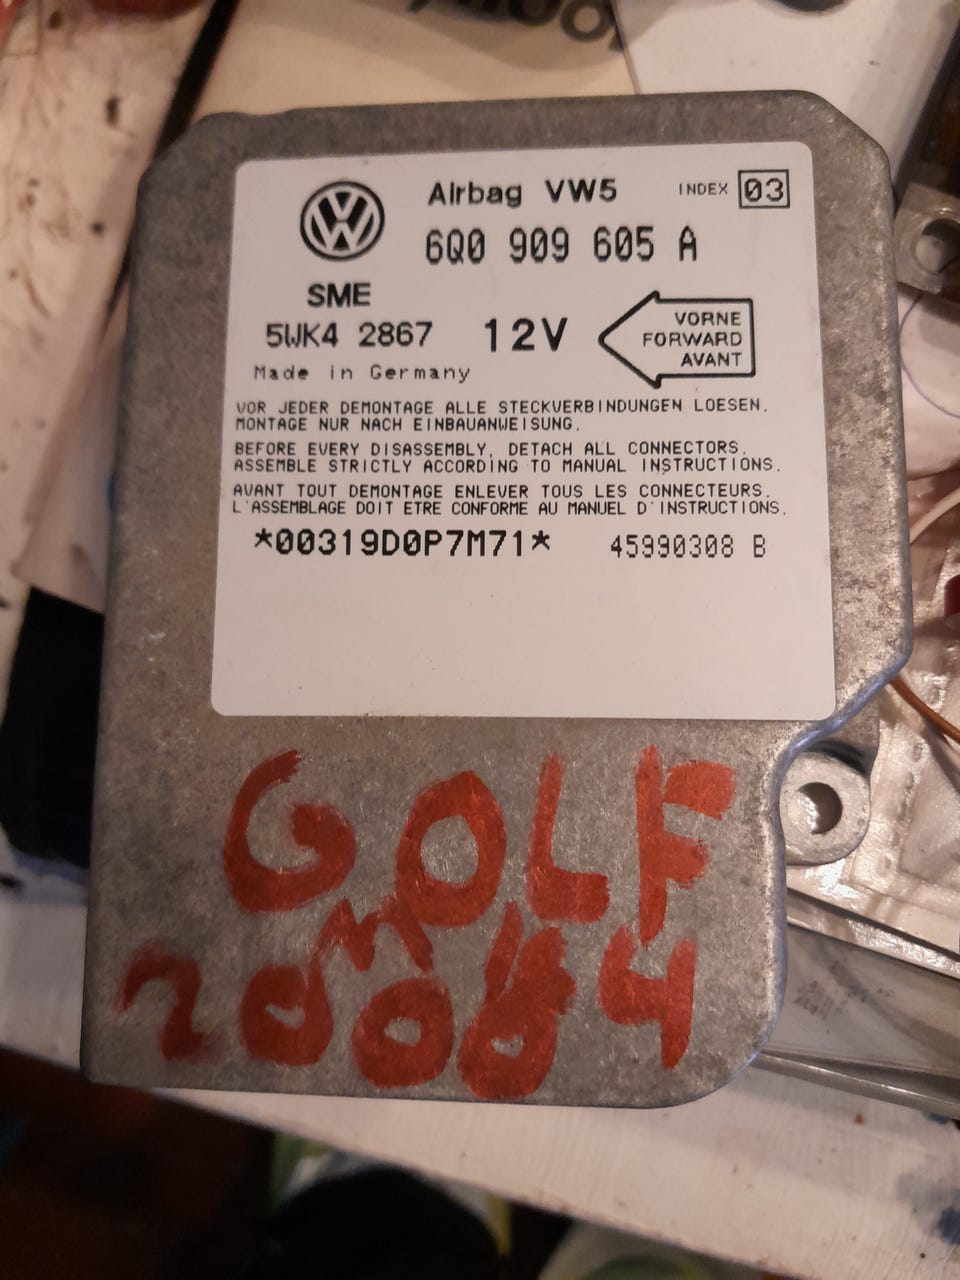 Airbag VW5 INDEX 03
6Q0 909 605 A
SME
5WK4 2867 12V
VORNE
FORWARD
AVANT
Made in Germany
VOR JEDER DEMONTAGE ALLE STECKVERBINDUNGEN LOESEN.
MONTAGE NUR NACH EINBAUANWEISUNG.
BEFORE EVERY DISASSEMBLY, DETACH ALL CONNECTORS.
ASSEMBLE STRICTLY ACCORDING TO MANUAL INSTRUCTIONS.
AVANT TOUT DEMONTAGE ENLEVER TOUS LES CONNECTEURS.
L'ASSEMBLAGE DOIT ETRE CONFORME AU MANUEL D'INSTRUCTIONS.
*00319D0P7M71* 45990308 B
GOLF